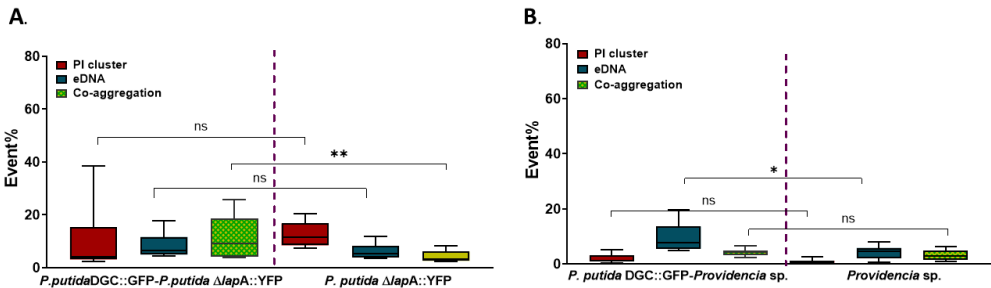 A.
80
60
40
20
0
Event%
PI cluster
eDNA
Co-aggregation
ns
**
ns
P.putidaDGC::GFP-P.putida ΔlapA::YFP
P. putida ΔlapA::YFP
B.
80
60
40
20
0
Event%
PI cluster
eDNA
Co-aggregation
*
ns
ns
P. putida DGC::GFP-Providencia sp.
Providencia sp.